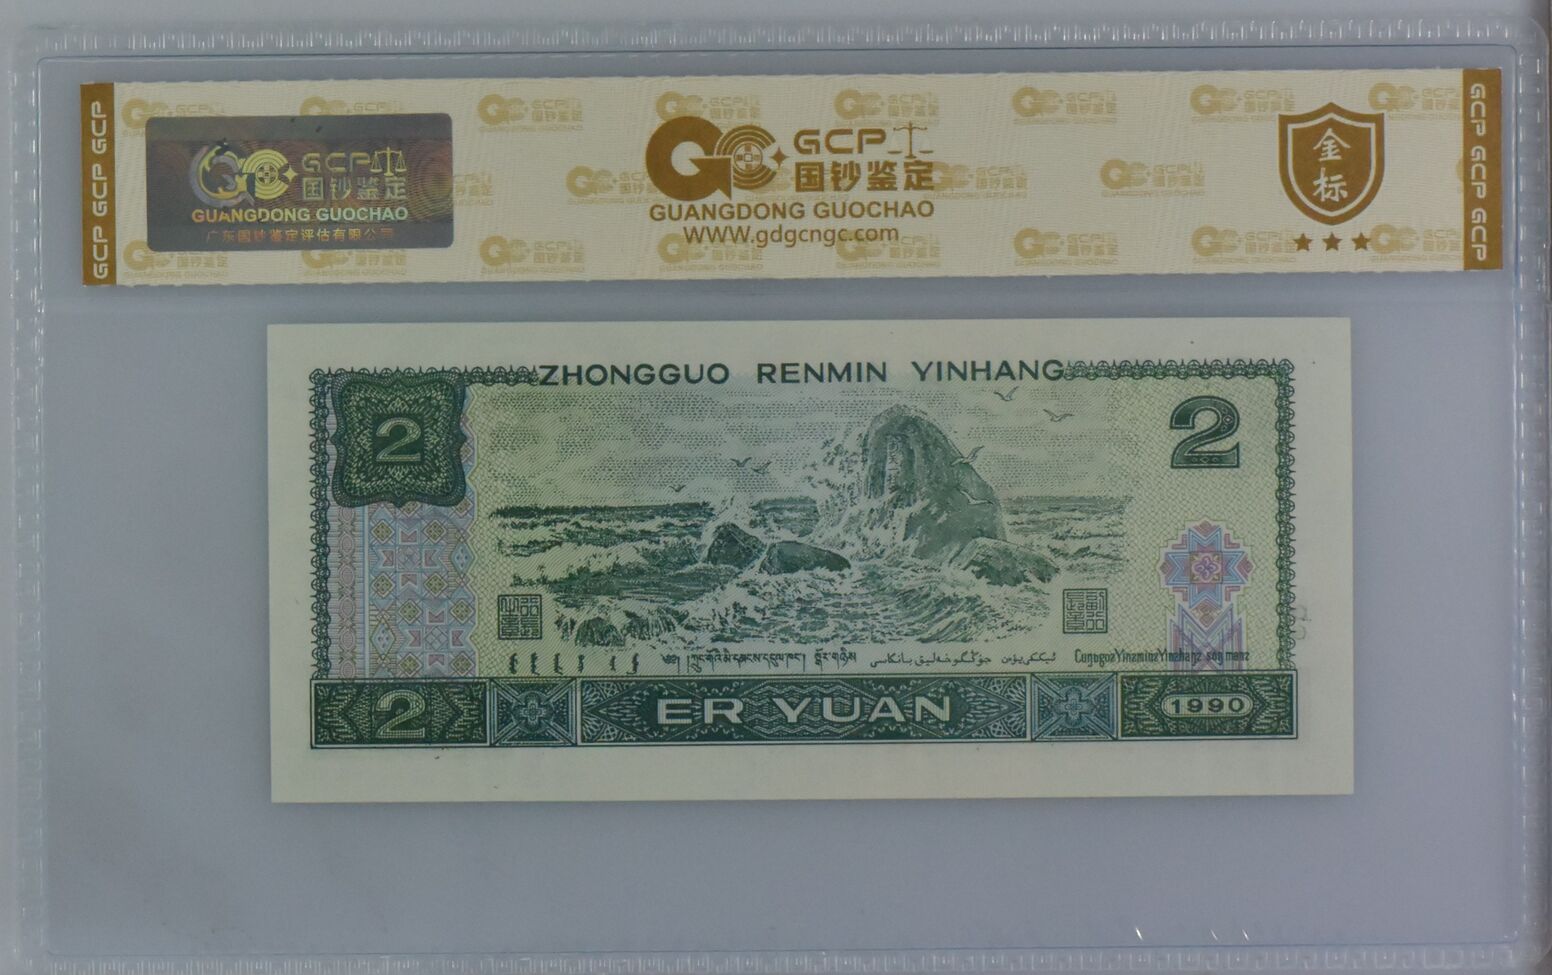 GCP GCP GCP
GCP
国钞鉴定
GUANGDONG GUOCHAO
广东国钞鉴定评估有限公司
GCP
国钞鉴定
GUANGDONG GUOCHAO
WWW.gdgcngc.com
金
标
GCP GCP GCP
ZHONGGUO RENMIN YINHANG
2
2
2
ER YUAN
1990